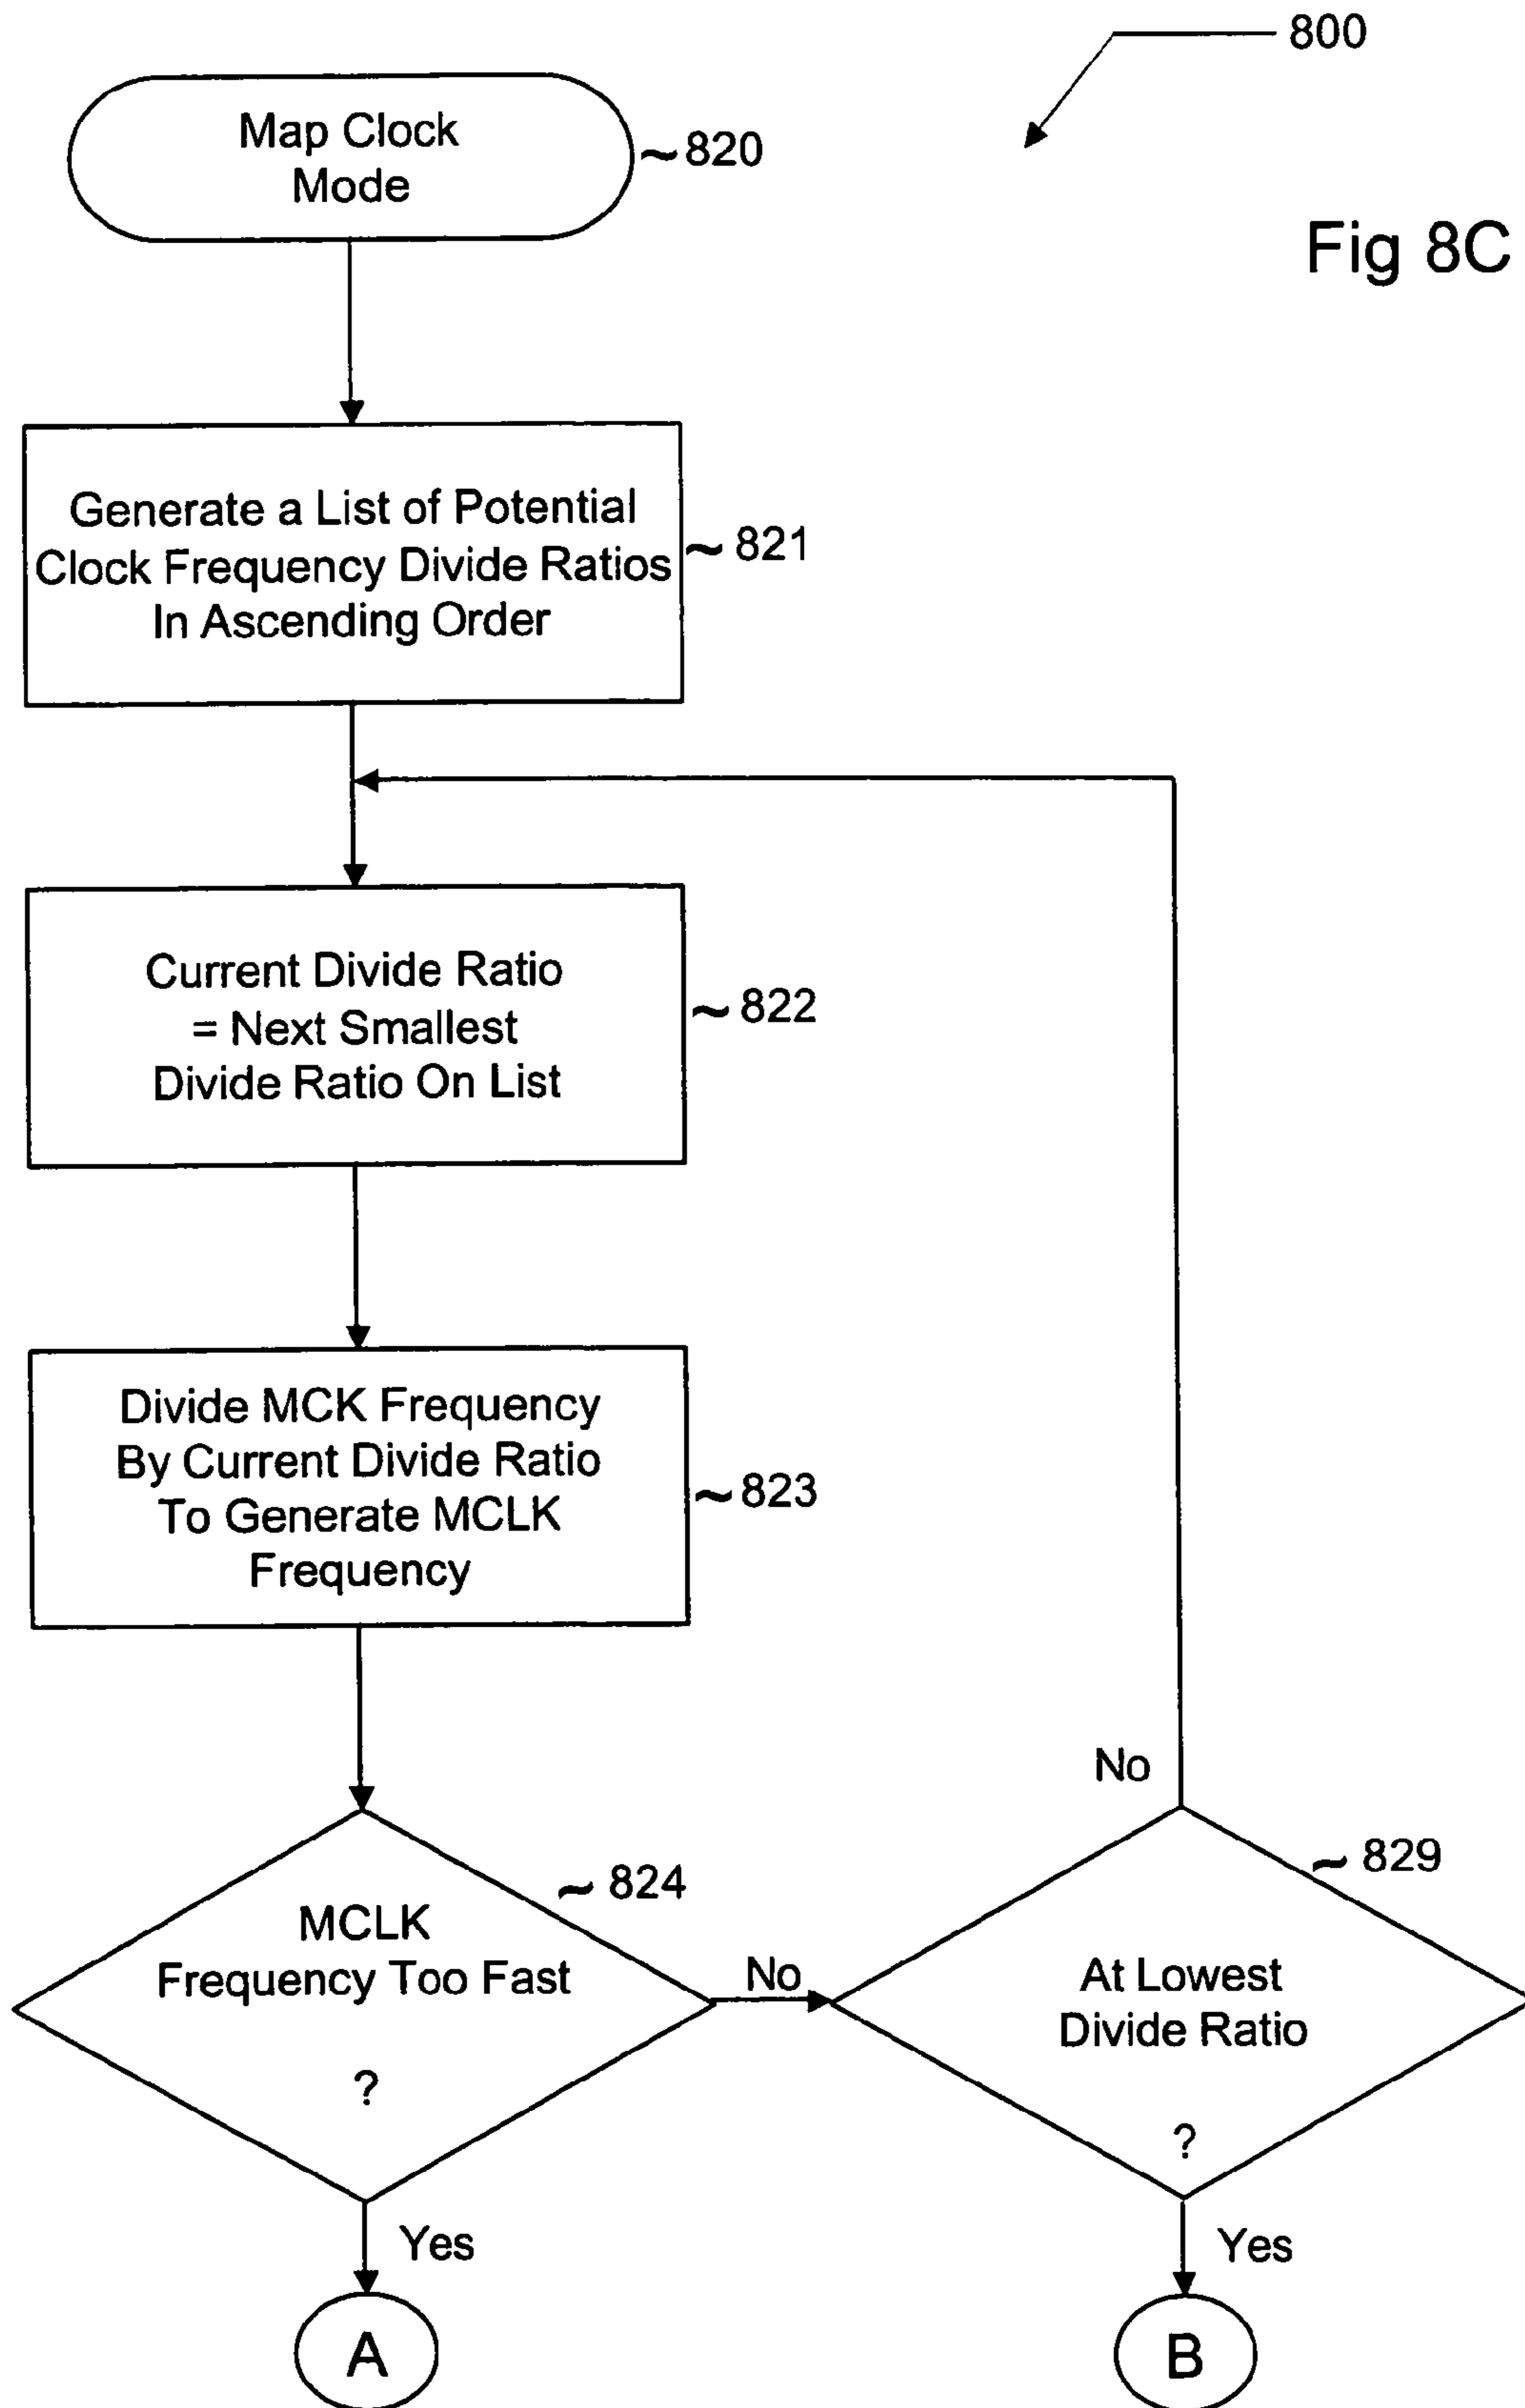 800
Map Clock
Mode
~820
Fig 8C
Generate a List of Potential
Clock Frequency Divide Ratios
In Ascending Order
~821
Current Divide Ratio
= Next Smallest
Divide Ratio On List
~822
Divide MCK Frequency
By Current Divide Ratio
To Generate MCLK
Frequency
~823
No
~824
MCLK
Frequency Too Fast
?
No
~829
At Lowest
Divide Ratio
?
Yes
Yes
A
B